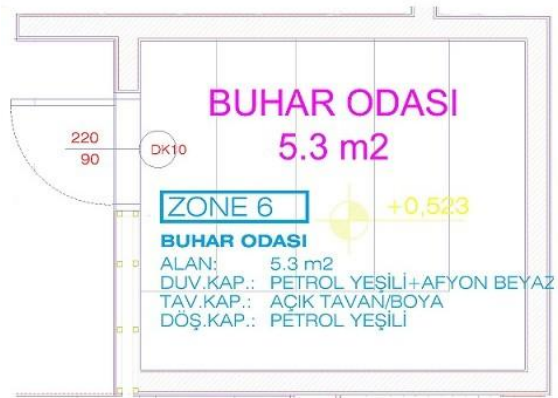 BUHAR ODASI
5.3 m2
220
90
DK10
ZONE 6
+0,523
BUHAR ODASI
ALAN: 5.3 m2
DUV.KAP.: PETROL YEŞİLİ+AFYON BEYAZ
TAV.KAP.: AÇIK TAVAN/BOYA
DÖŞ.KAP.: PETROL YEŞİLİ